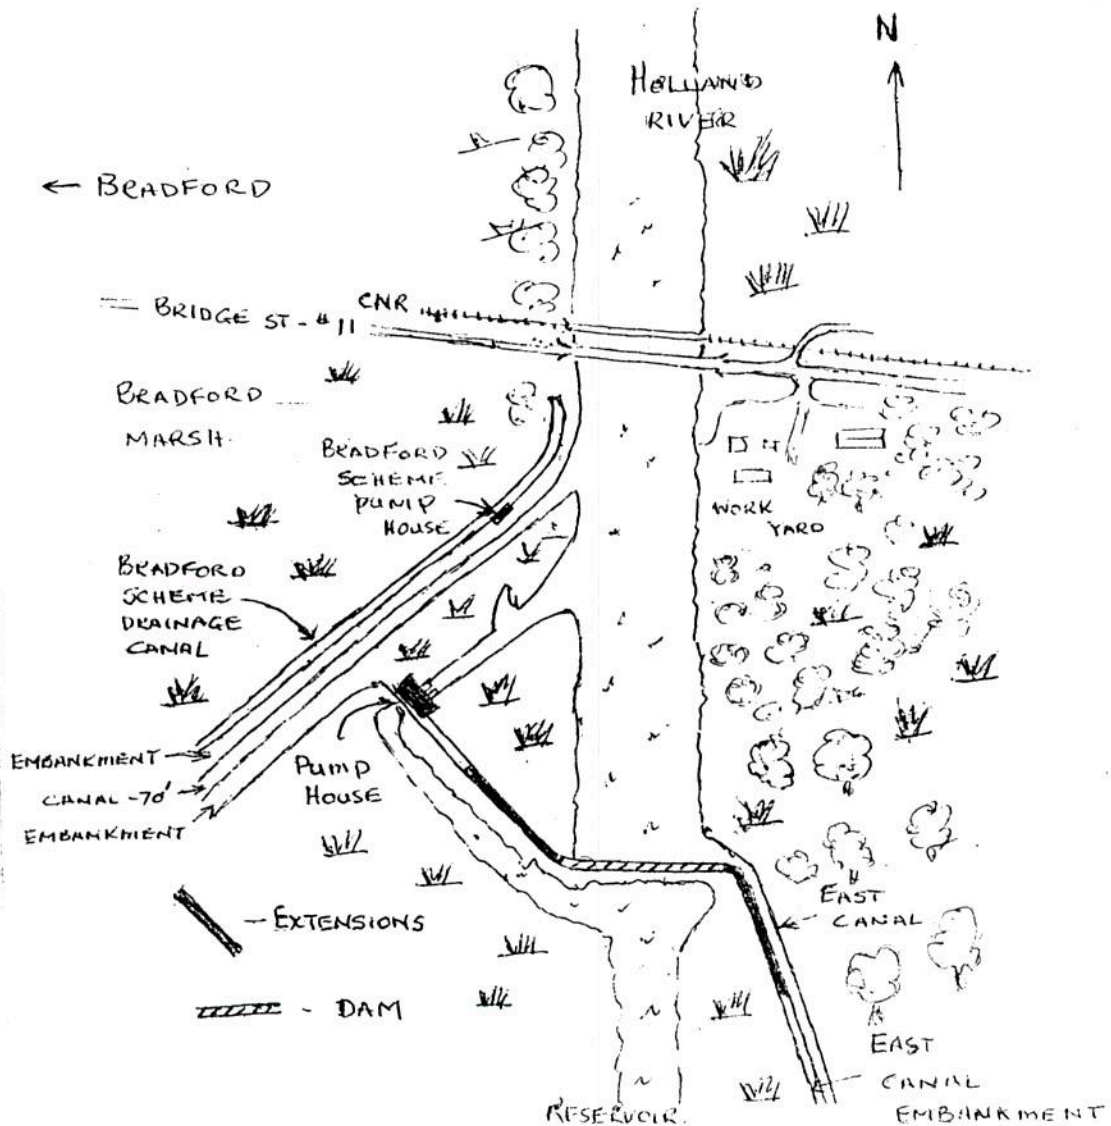 N
HOLLAND
RIVER
← BRADFORD
BRIDGE ST - #11
CNR
BRADFORD
MARSH.
BRADFORD
SCHEME
PUMP
HOUSE
WORK
YARD
BRADFORD
SCHEME
DRAINAGE
CANAL
EMBANKMENT
CANAL -70'
EMBANKMENT
PUMP
HOUSE
- EXTENSIONS
- DAM
EAST
CANAL
EAST
CANAL
EMBANKMENT
RESERVOIR.